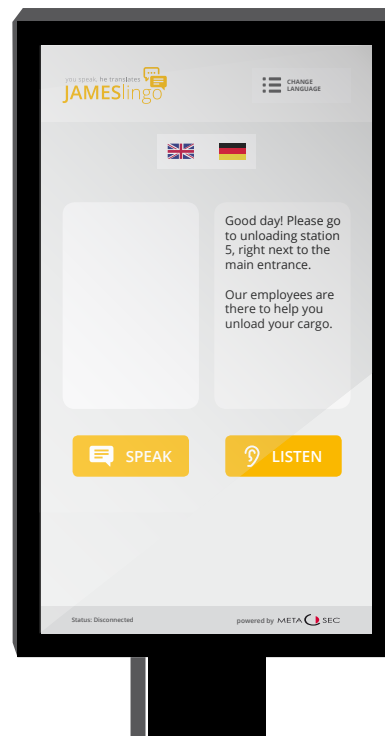 you speak, he translates
JAMESlingo
CHANGE
LANGUAGE
Good day! Please go
to unloading station
5, right next to the
main entrance.
Our employees are
there to help you
unload your cargo.
SPEAK
LISTEN
Status: Disconnected
powered by META SEC